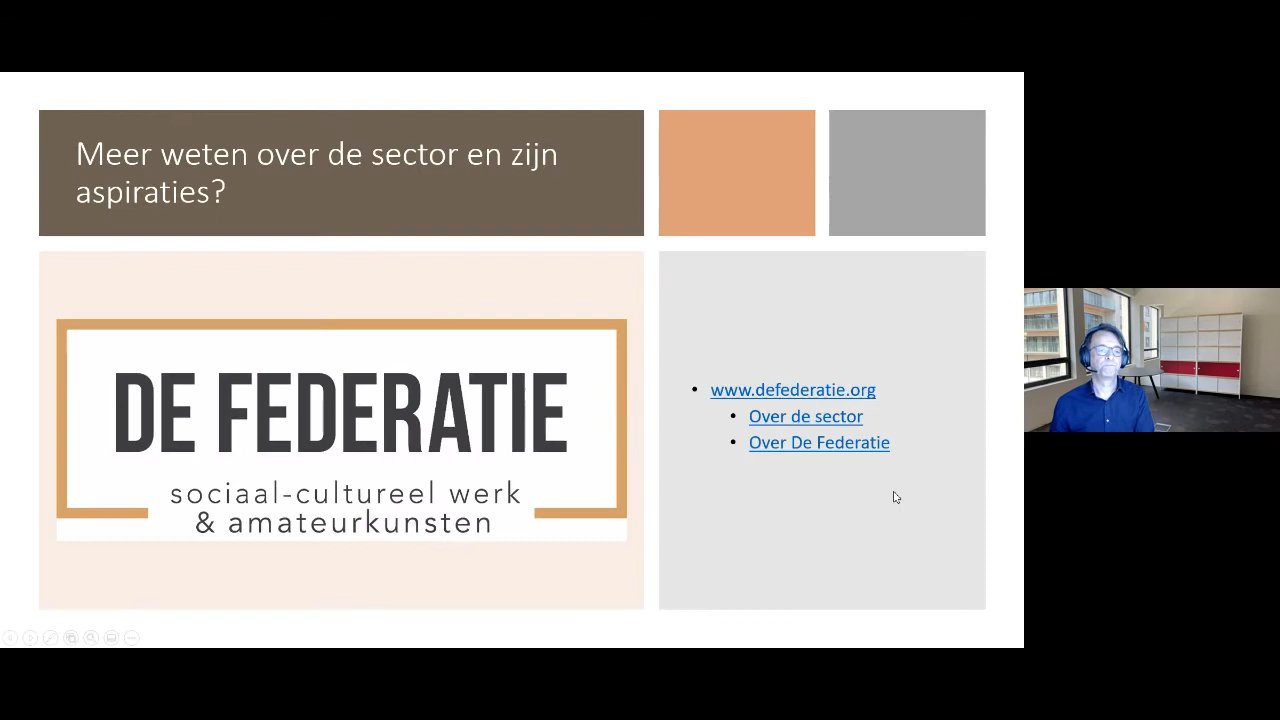 Meer weten over de sector en zijn
aspiraties?
DE FEDERATIE
sociaal-cultureel werk
& amateurkunsten
www.defederatie.org
Over de sector
Over De Federatie